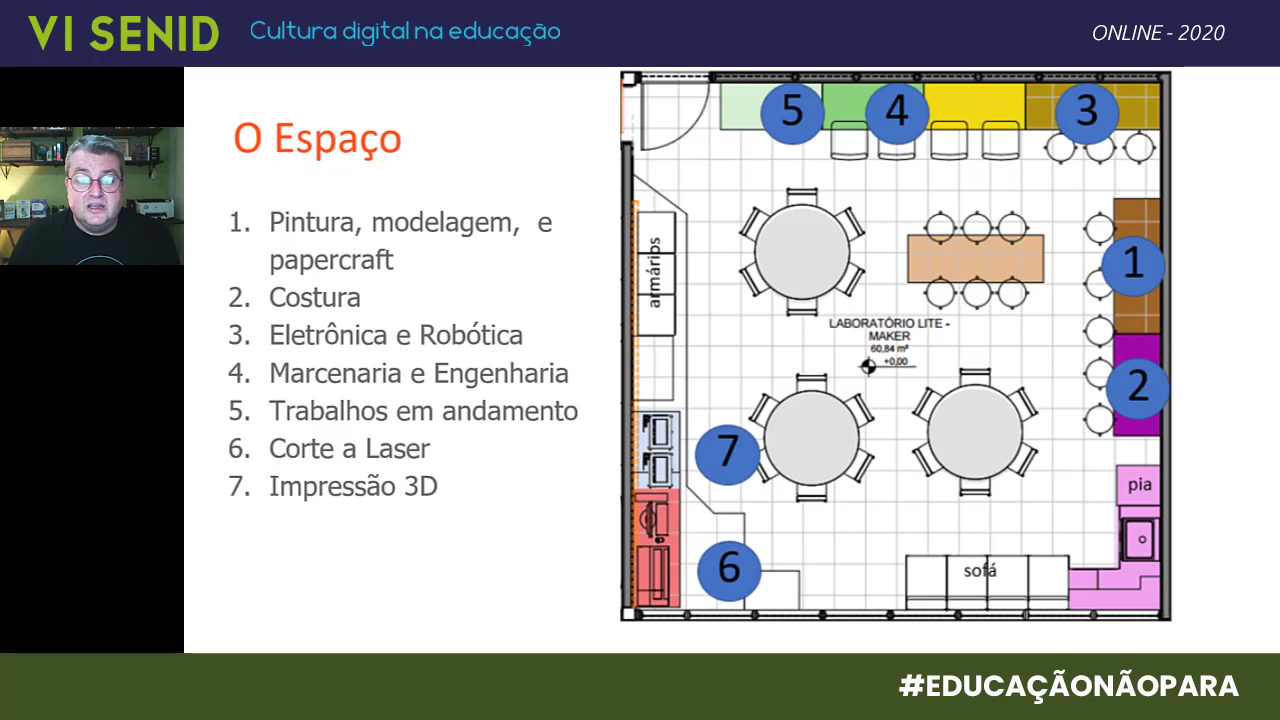 VI SENID
Cultura digital na educação
ONLINE - 2020
O Espaço
1. Pintura, modelagem, e
papercraft
2. Costura
3. Eletrônica e Robótica
4. Marcenaria e Engenharia
5. Trabalhos em andamento
6. Corte a Laser
7. Impressão 3D
5
4
3
armários
1
LABORATÓRIO LITE -
MAKER
60,84 m²
+0,00
2
7
pia
6
sofá
#EDUCAÇÃONÃOPARA